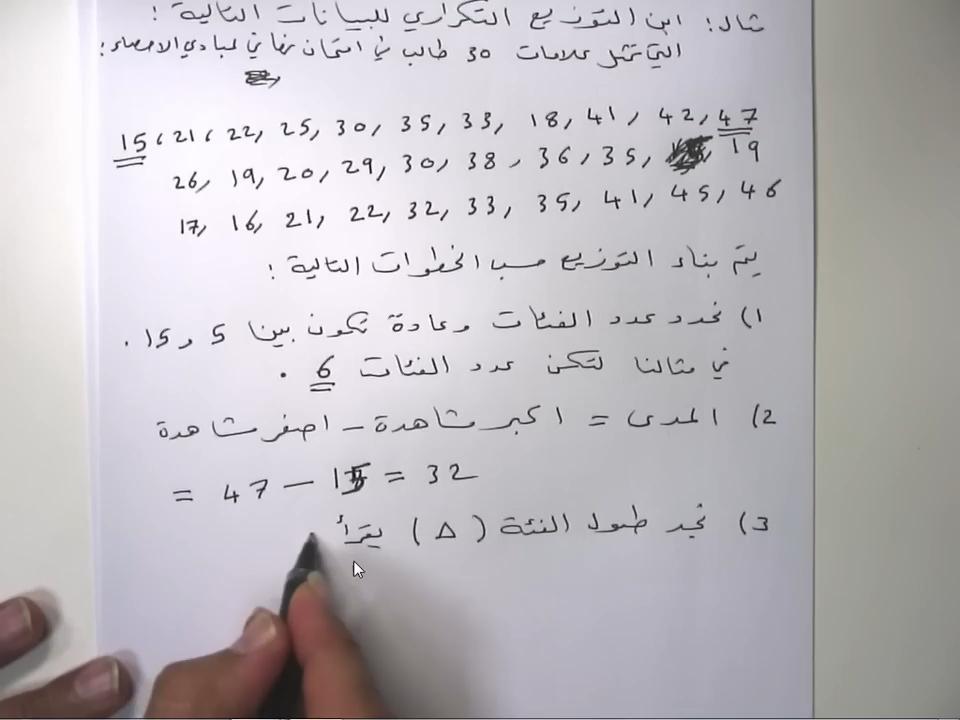 مثال: ابن التوزيع التكراري للبيانات التالية:
التي تمثل علامات 30 طالب في امتحان نهائي لمبادئ الاحصاء:
15، 21، 22, 25, 30, 35, 33, 18, 41, 42, 47
26, 19, 20, 29, 30, 38, 36, 35, 19
17, 16, 21, 22, 32, 33, 35, 41, 45, 46
يتم بناء التوزيع حسب الخطوات التالية:
1) نحدد عدد الفئات وعادة تكون بين 5 و 15.
في مثالنا لتكن عدد الفئات 6.
2) المدى = اكبر مشاهدة - اصغر مشاهدة
= 47 - 15 = 32
3) نجد طول الفئة (Δ) يقرأ